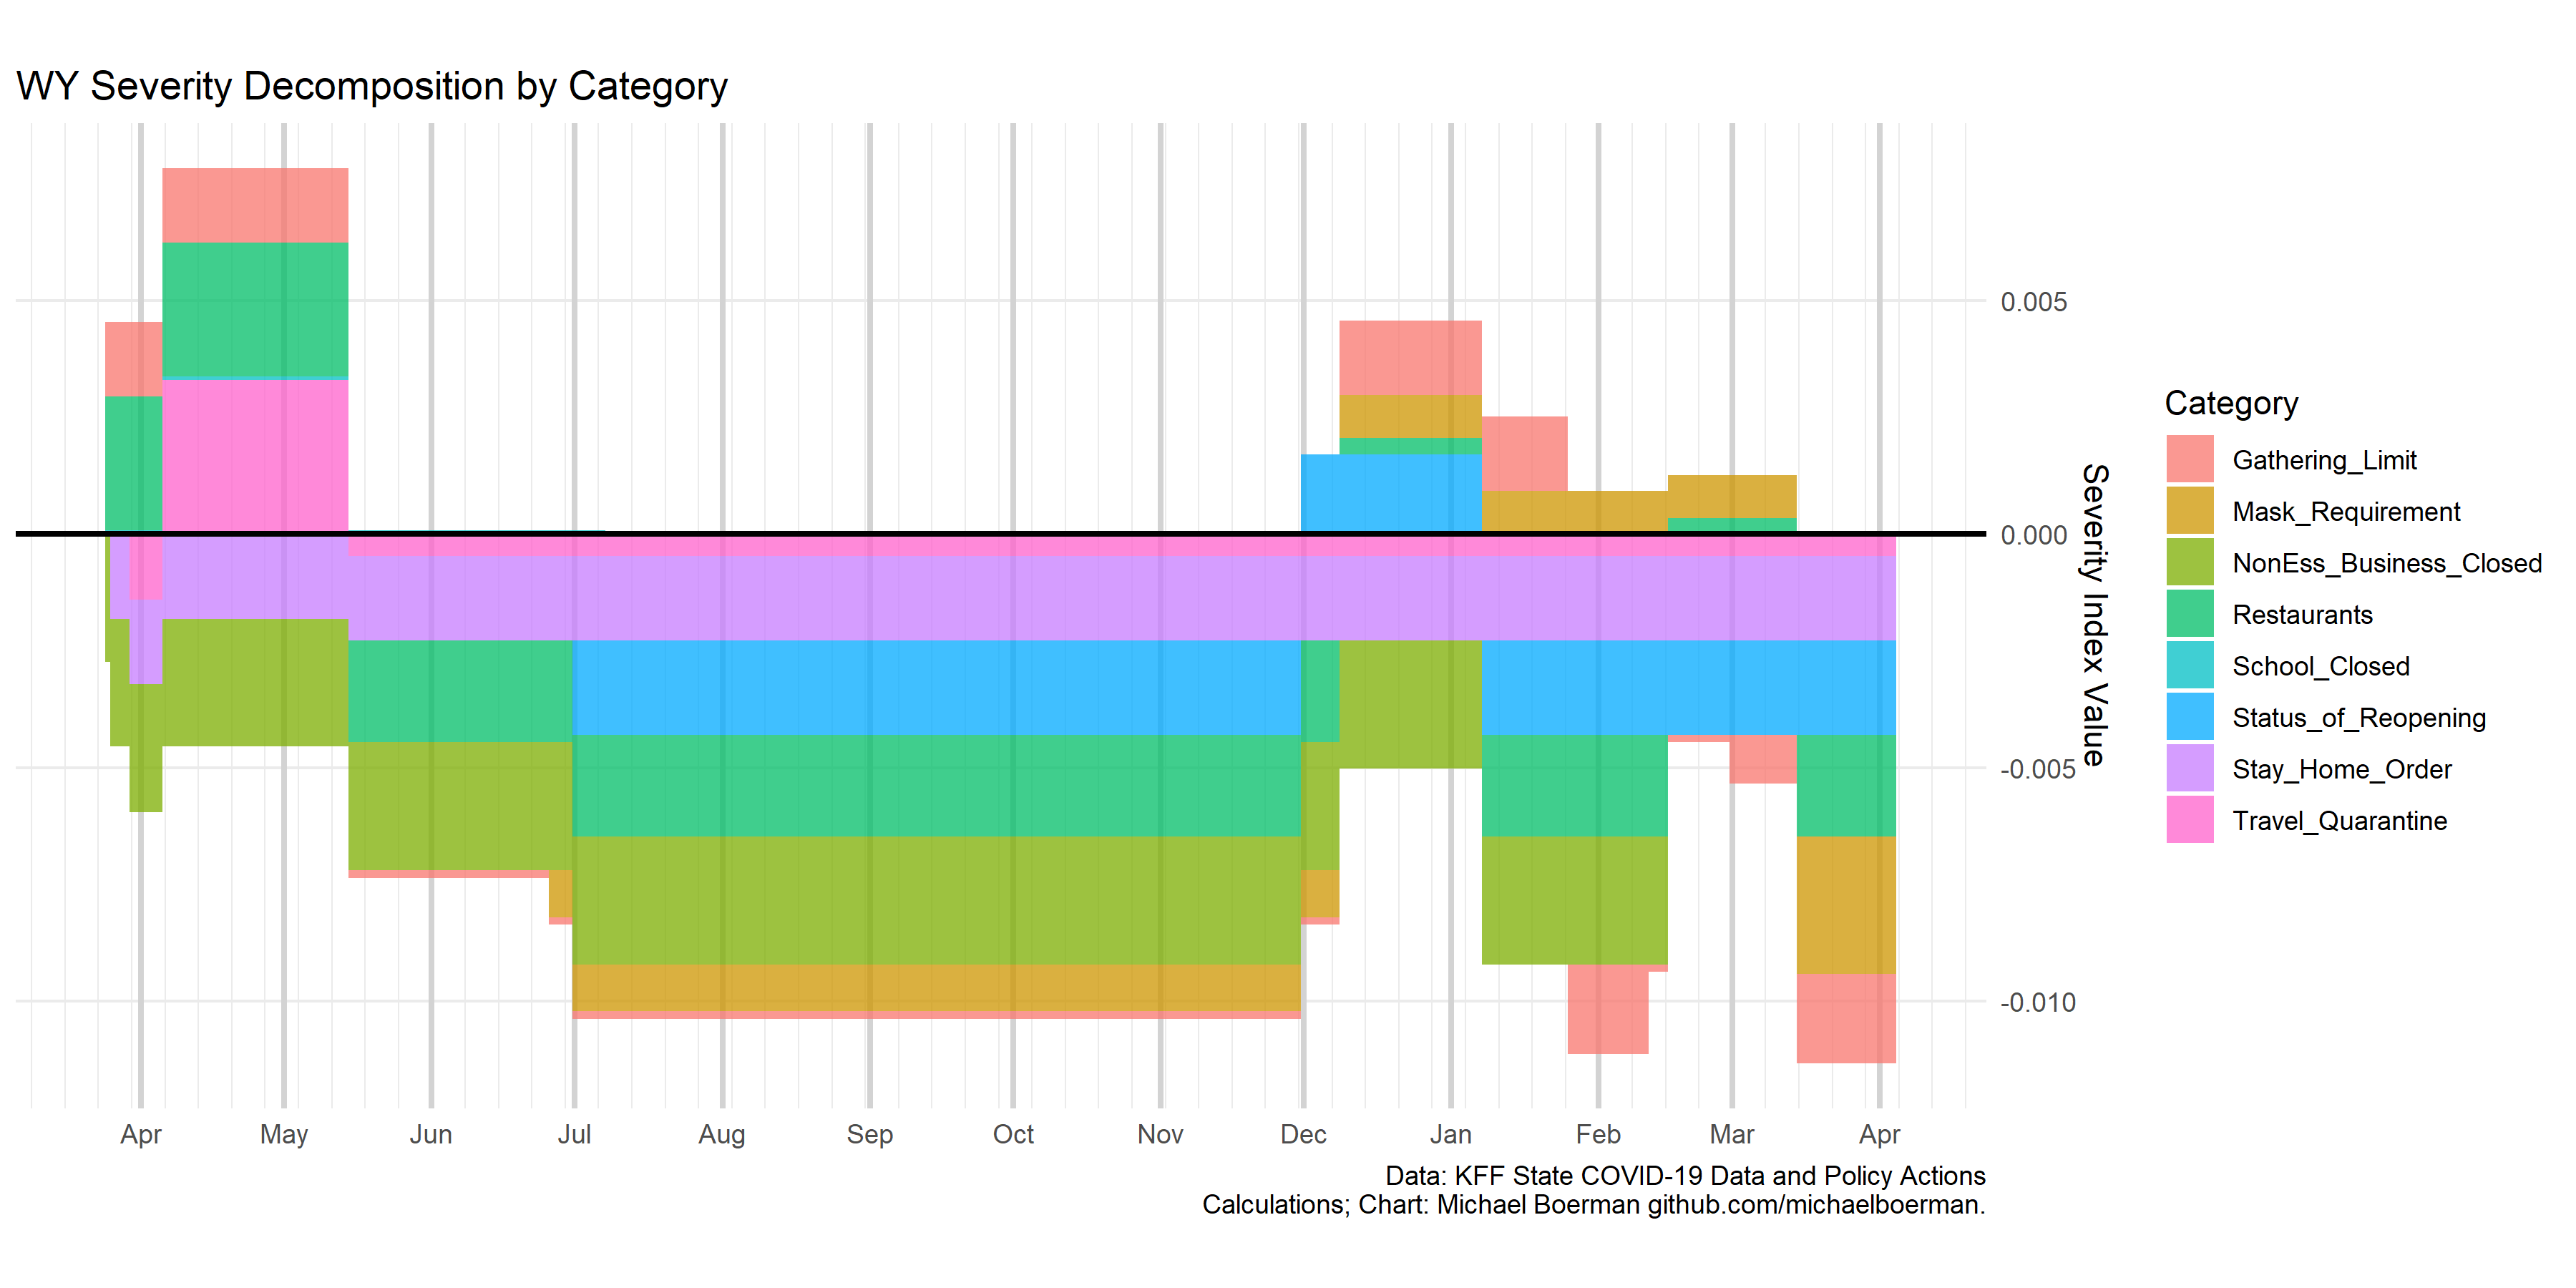 WY Severity Decomposition by Category
0.005
0.000
-0.005
-0.010
Severity Index Value
Category
Gathering_Limit
Mask_Requirement
NonEss_Business_Closed
Restaurants
School_Closed
Status_of_Reopening
Stay_Home_Order
Travel_Quarantine
Apr May Jun Jul Aug Sep Oct Nov Dec Jan Feb Mar Apr
Data: KFF State COVID-19 Data and Policy Actions
Calculations; Chart: Michael Boerman github.com/michaelboerman.